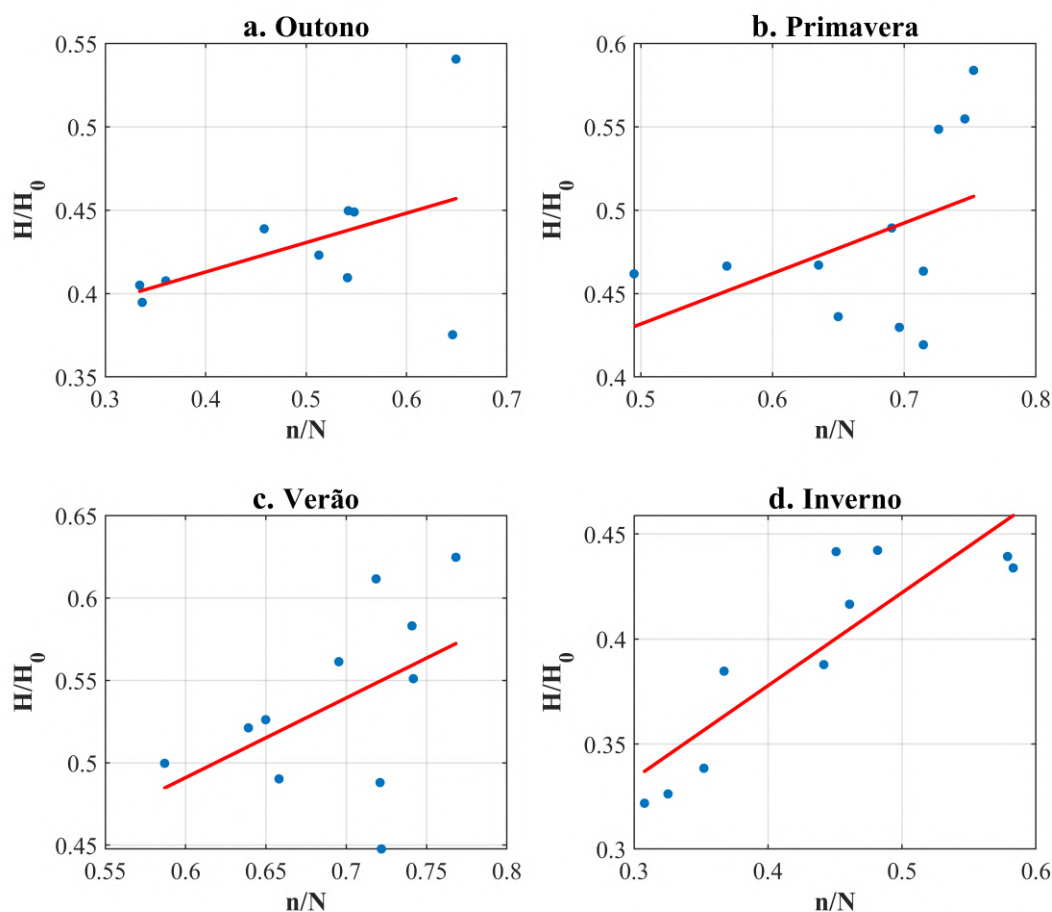 a. Outono
0.55
0.5
0.45
0.4
0.35
H/H0
0.3 0.4 0.5 0.6 0.7
n/N
b. Primavera
0.6
0.55
0.5
0.45
0.4
H/H0
0.5 0.6 0.7 0.8
n/N
c. Verão
0.65
0.6
0.55
0.5
0.45
H/H0
0.55 0.6 0.65 0.7 0.75 0.8
n/N
d. Inverno
0.45
0.4
0.35
0.3
H/H0
0.3 0.4 0.5 0.6
n/N